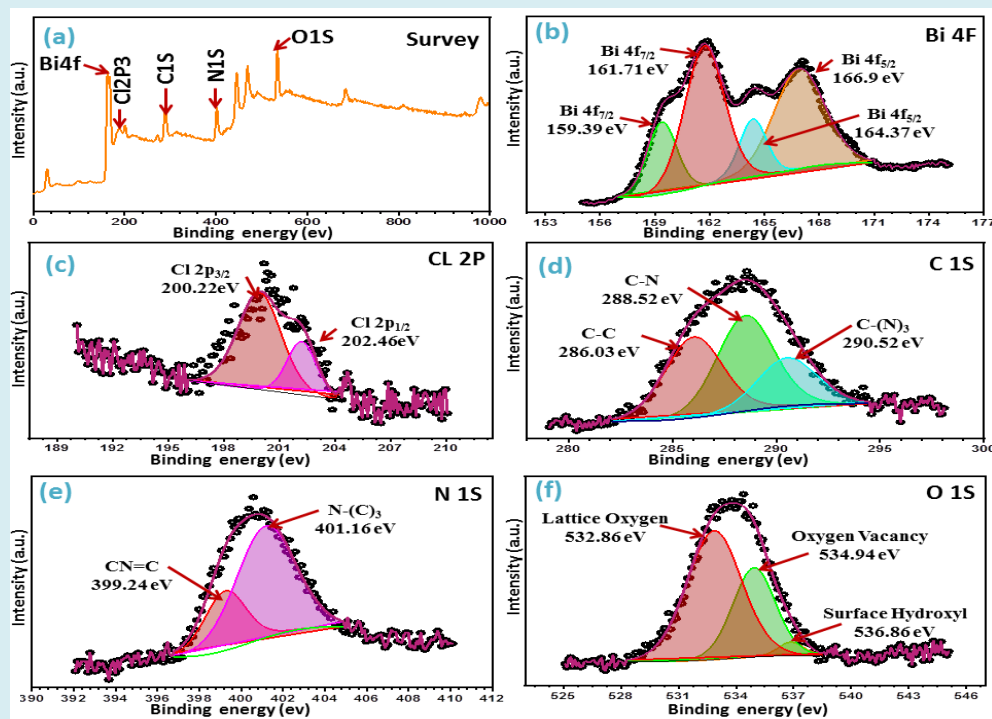 (a)
Survey
Bi4f
Cl2P3
C1S
N1S
O1S
Intensity (a.u.)
0 200 400 600 800 1000
Binding energy (ev)
(b)
Bi 4F
Bi 4f7/2
161.71 eV
Bi 4f5/2
166.9 eV
Bi 4f7/2
159.39 eV
Bi 4f5/2
164.37 eV
Intensity (a.u.)
153 156 159 162 165 168 171 174 177
Binding energy (ev)
(c)
CL 2P
Cl 2p3/2
200.22eV
Cl 2p1/2
202.46eV
Intensity (a.u.)
189 192 195 198 201 204 207 210
Binding energy (ev)
(d)
C 1S
C-N
288.52 eV
C-C
286.03 eV
C-(N)3
290.52 eV
Intensity (a.u.)
280 285 290 295 300
Binding energy (ev)
(e)
N 1S
N-(C)3
401.16 eV
CN=C
399.24 eV
Intensity (a.u.)
390 392 394 396 398 400 402 404 406 408 410 412
Binding energy (ev)
(f)
O 1S
Lattice Oxygen
532.86 eV
Oxygen Vacancy
534.94 eV
Surface Hydroxyl
536.86 eV
Intensity (a.u.)
526 529 531 534 537 540 543 546
Binding energy (ev)